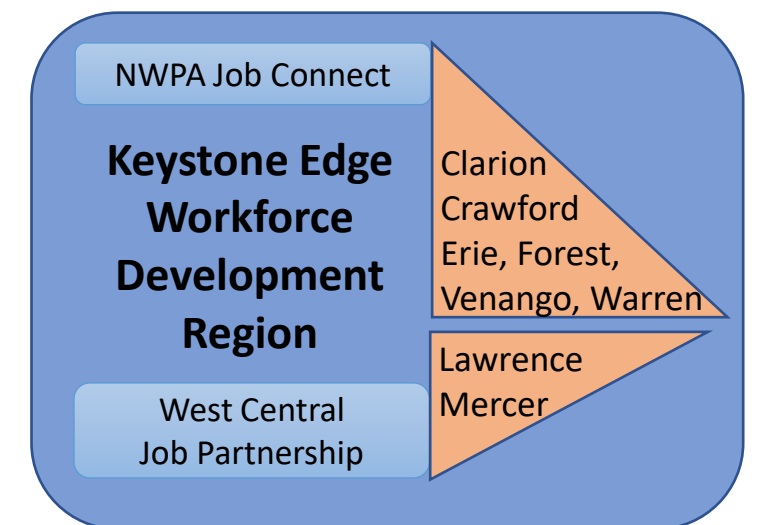 NWPA Job Connect
Keystone Edge
Workforce
Development
Region
Clarion
Crawford
Erie, Forest,
Venango, Warren
Lawrence
Mercer
West Central
Job Partnership